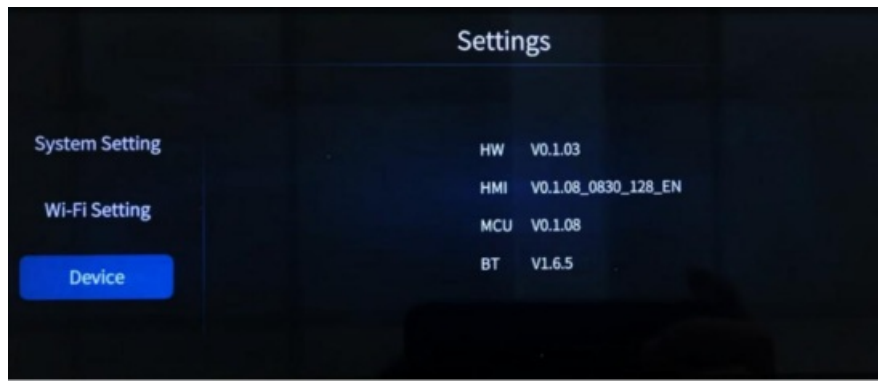 Settings
System Setting
Wi-Fi Setting
Device
HW V0.1.03
HMI V0.1.08_0830_128_EN
MCU V0.1.08
BT V1.6.5